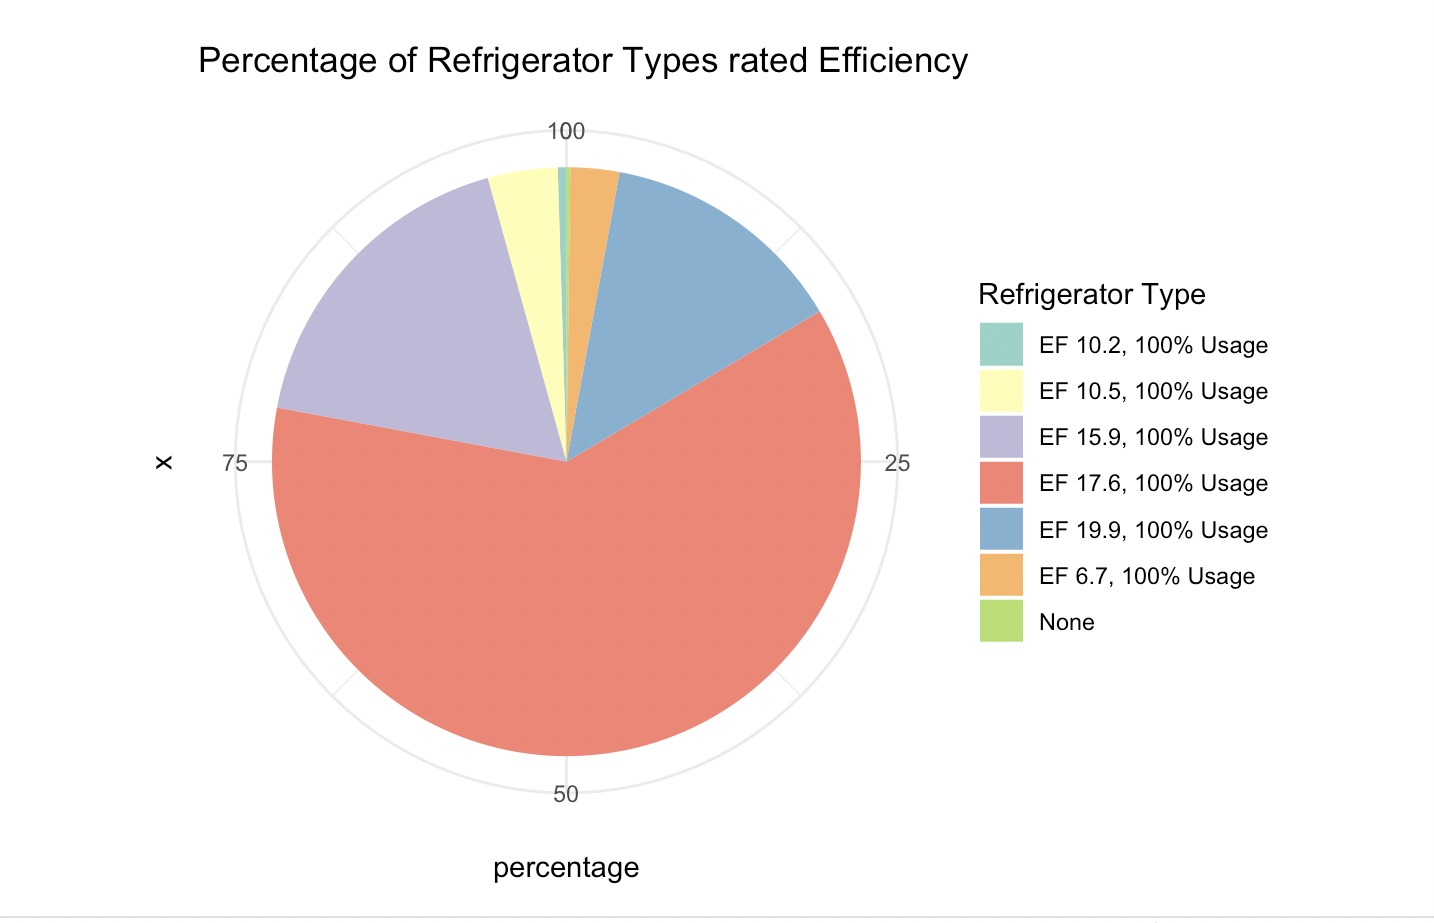 Percentage of Refrigerator Types rated Efficiency
100
75
25
50
x
percentage
Refrigerator Type
EF 10.2, 100% Usage
EF 10.5, 100% Usage
EF 15.9, 100% Usage
EF 17.6, 100% Usage
EF 19.9, 100% Usage
EF 6.7, 100% Usage
None